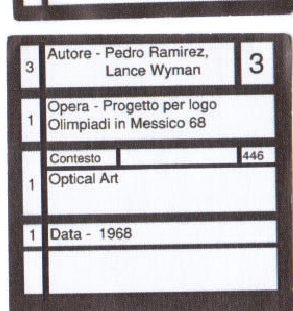 3 Autore - Pedro Ramirez, 3
Lance Wyman
1 Opera - Progetto per logo
Olimpiadi in Messico 68
Contesto 446
1 Optical Art
1 Data - 1968